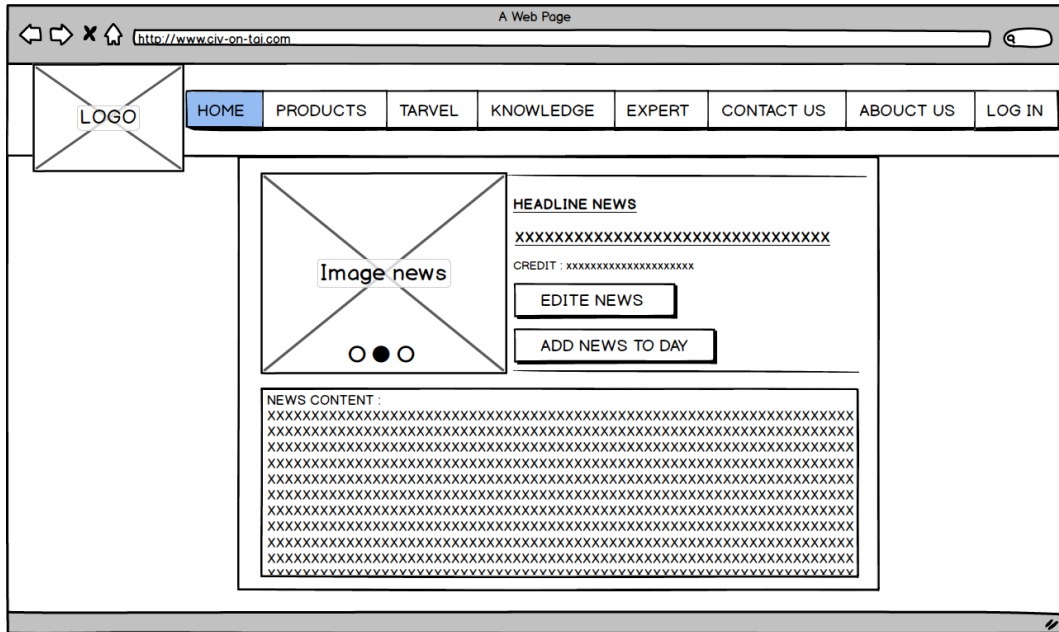 A Web Page
http://www.civ-on-tai.com
LOGO
HOME PRODUCTS TARVEL KNOWLEDGE EXPERT CONTACT US ABOUCT US LOG IN
Image news
HEADLINE NEWS
XXXXXXXXXXXXXXXXXXXXXXXXXXXXXXXX
CREDIT : xxxxxxxxxxxxxxxxxxxxx
EDITE NEWS
ADD NEWS TO DAY
NEWS CONTENT :
XXXXXXXXXXXXXXXXXXXXXXXXXXXXXXXXXXXXXXXXXXXXXXXXXXXXXXXXXXXXXXXXXXX
XXXXXXXXXXXXXXXXXXXXXXXXXXXXXXXXXXXXXXXXXXXXXXXXXXXXXXXXXXXXXXXXXXX
XXXXXXXXXXXXXXXXXXXXXXXXXXXXXXXXXXXXXXXXXXXXXXXXXXXXXXXXXXXXXXXXXXX
XXXXXXXXXXXXXXXXXXXXXXXXXXXXXXXXXXXXXXXXXXXXXXXXXXXXXXXXXXXXXXXXXXX
XXXXXXXXXXXXXXXXXXXXXXXXXXXXXXXXXXXXXXXXXXXXXXXXXXXXXXXXXXXXXXXXXXX
XXXXXXXXXXXXXXXXXXXXXXXXXXXXXXXXXXXXXXXXXXXXXXXXXXXXXXXXXXXXXXXXXXX
XXXXXXXXXXXXXXXXXXXXXXXXXXXXXXXXXXXXXXXXXXXXXXXXXXXXXXXXXXXXXXXXXXX
XXXXXXXXXXXXXXXXXXXXXXXXXXXXXXXXXXXXXXXXXXXXXXXXXXXXXXXXXXXXXXXXXXX
XXXXXXXXXXXXXXXXXXXXXXXXXXXXXXXXXXXXXXXXXXXXXXXXXXXXXXXXXXXXXXXXXXX
XXXXXXXXXXXXXXXXXXXXXXXXXXXXXXXXXXXXXXXXXXXXXXXXXXXXXXXXXXXXXXXXXXX
XXXXXXXXXXXXXXXXXXXXXXXXXXXXXXXXXXXXXXXXXXXXXXXXXXXXXXXXXXXXXXXXXXX